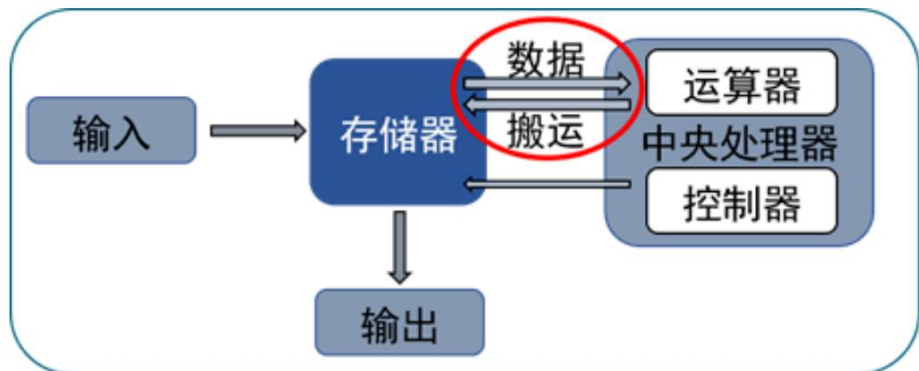 数据
运算器
输入
存储器
搬运
中央处理器
控制器
输出